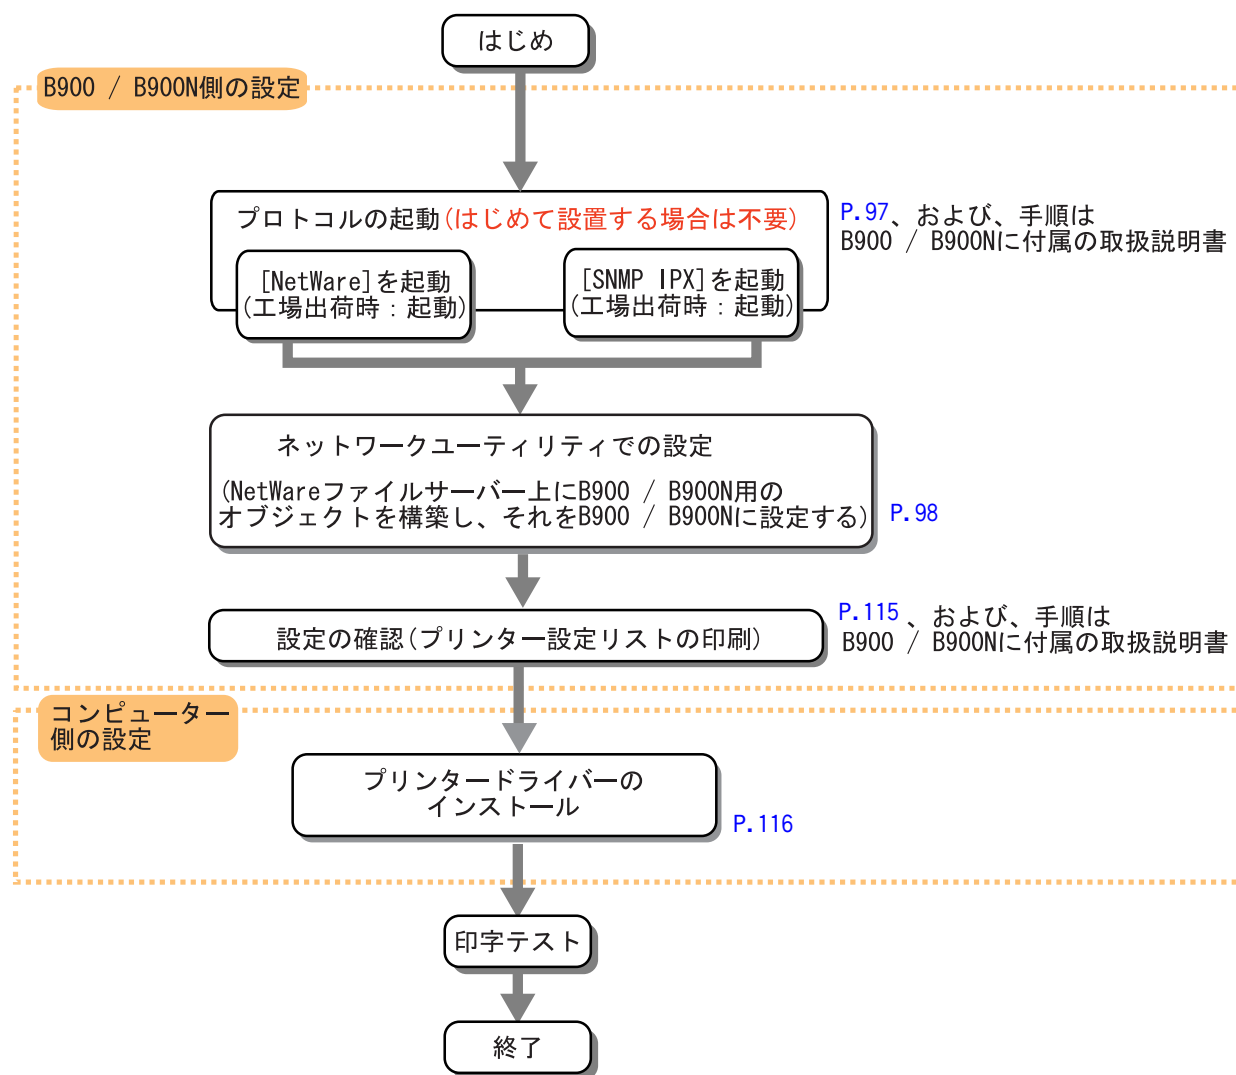 はじめ
B900 / B900N側の設定
プロトコルの起動(はじめて設置する場合は不要)
P.97、および、手順は
B900 / B900Nに付属の取扱説明書
[NetWare]を起動
(工場出荷時：起動)
[SNMP IPX]を起動
(工場出荷時：起動)
ネットワークユーティリティでの設定
(NetWareファイルサーバー上にB900 / B900N用の
オブジェクトを構築し、それをB900 / B900Nに設定する)
P.98
設定の確認(プリンター設定リストの印刷)
P.115 、および、手順は
B900 / B900Nに付属の取扱説明書
コンピューター
側の設定
プリンタードライバーの
インストール
P.116
印字テスト
終了